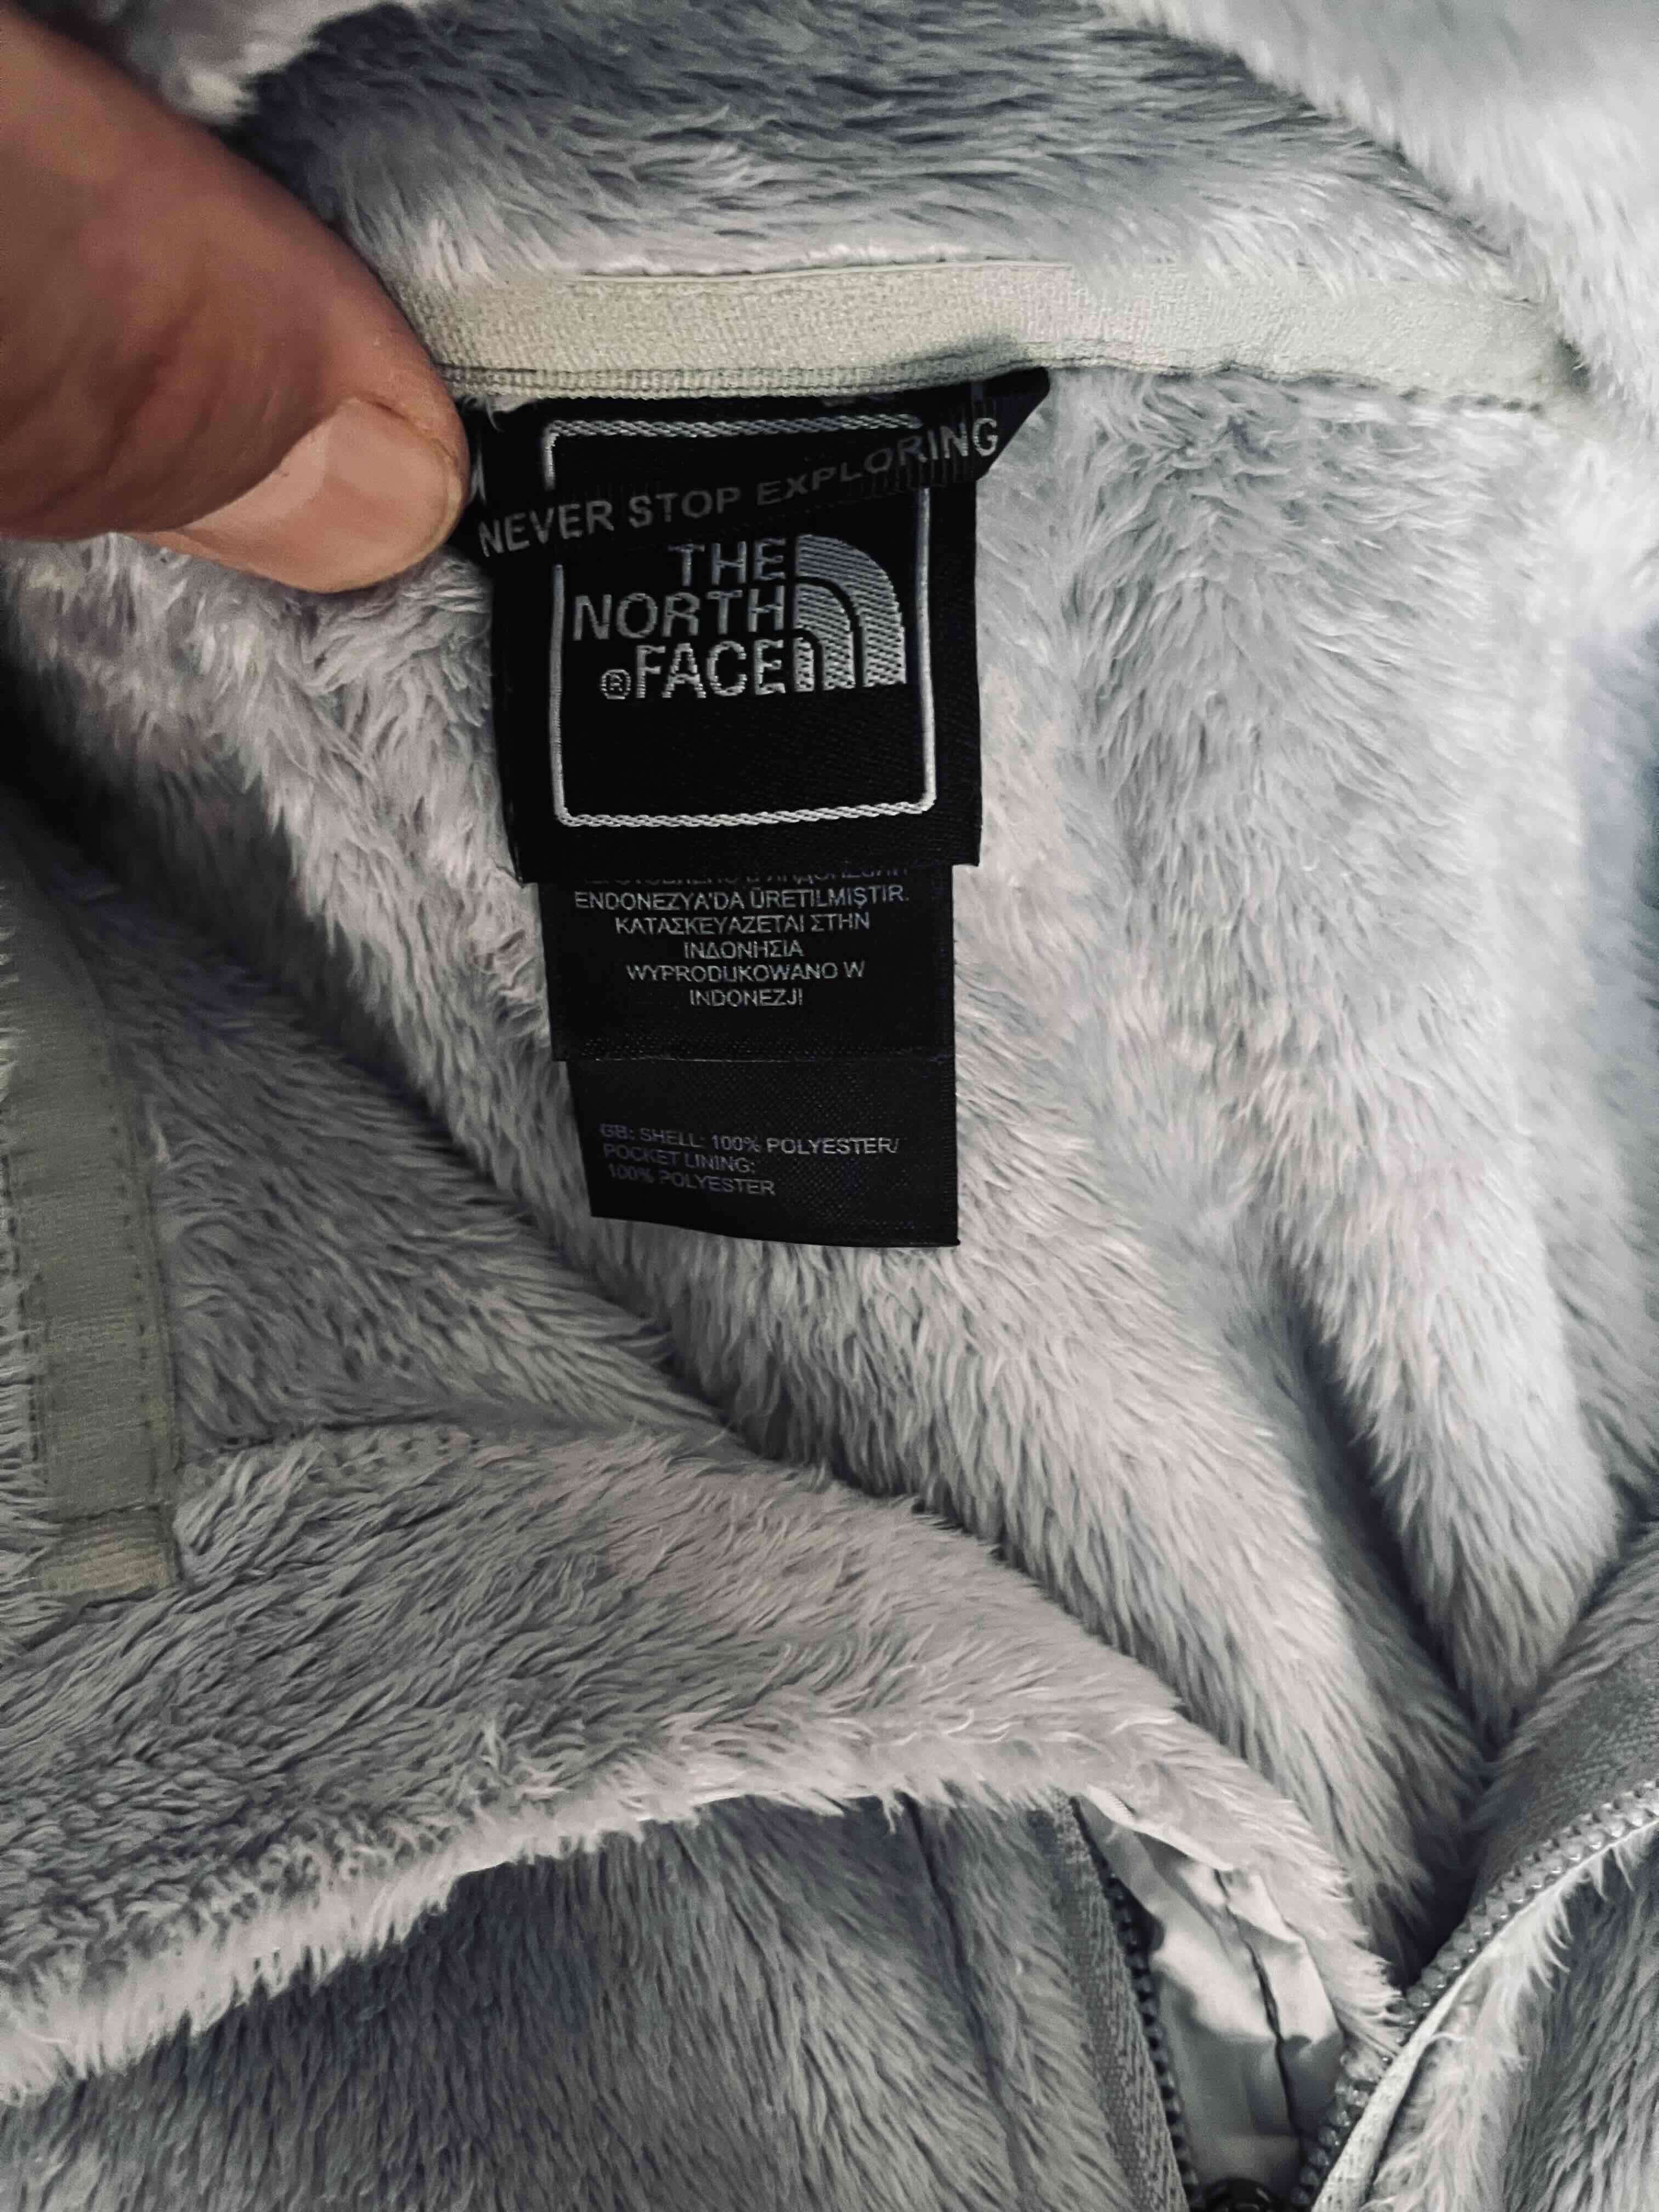 NEVER STOP EXPLORING
THE
NORTH
®FACE
ENDONEZYA'DA ÜRETILMIŞTIR.
ΚΑΤΑΣΚΕΥΑΖΕΤΑΙ ΣΤΗΝ
ΙΝΔΟΝΗΣΙΑ
WYPRODUKOWANO W
INDONEZJI
GB: SHELL: 100% POLYESTER/
POCKET LINING:
100% POLYESTER